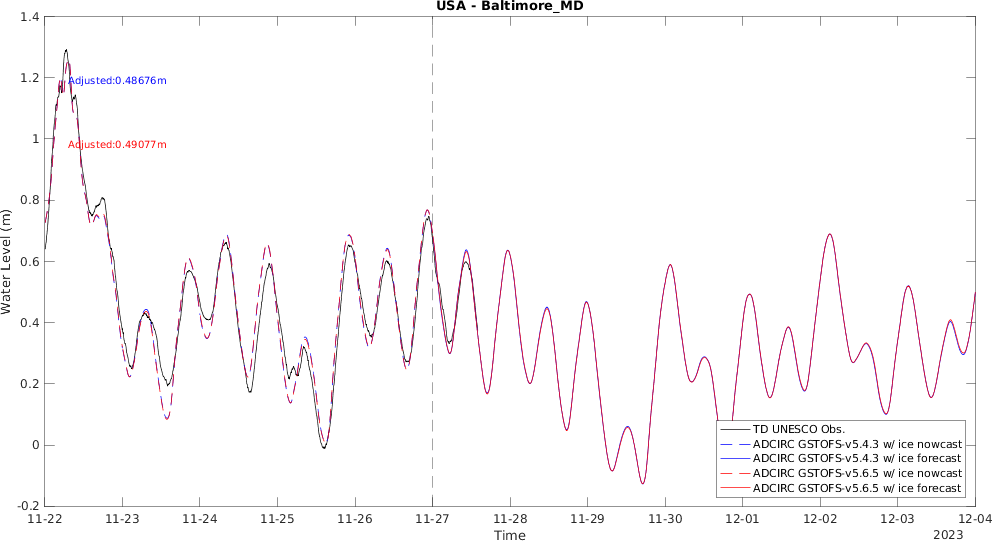 USA - Baltimore_MD
1.4
1.2
1
0.8
0.6
0.4
0.2
0
-0.2
Water Level (m)
Adjusted:0.48676m
Adjusted:0.49077m
TD UNESCO Obs.
ADCIRC GSTOFS-v5.4.3 w/ ice nowcast
ADCIRC GSTOFS-v5.4.3 w/ ice forecast
ADCIRC GSTOFS-v5.6.5 w/ ice nowcast
ADCIRC GSTOFS-v5.6.5 w/ ice forecast
11-22 11-23 11-24 11-25 11-26 11-27 11-28 11-29 11-30 12-01 12-02 12-03 12-04
Time
2023